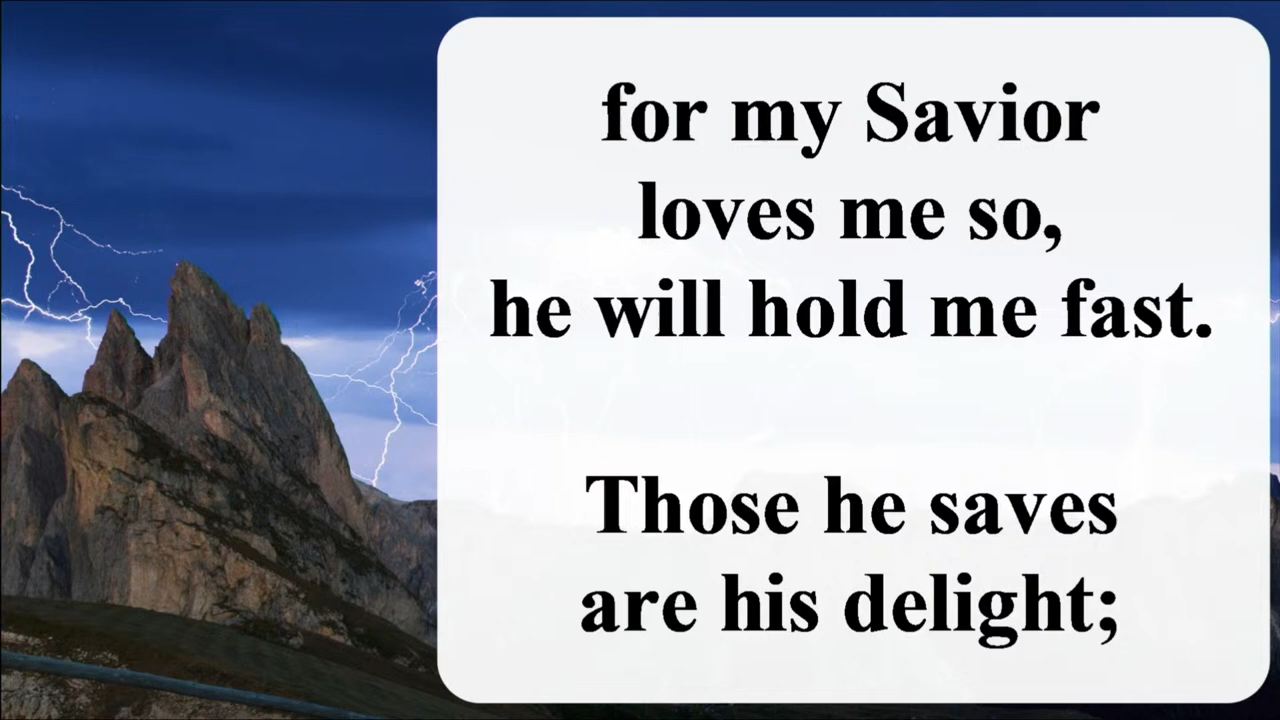 for my Savior
loves me so,
he will hold me fast.
Those he saves
are his delight;